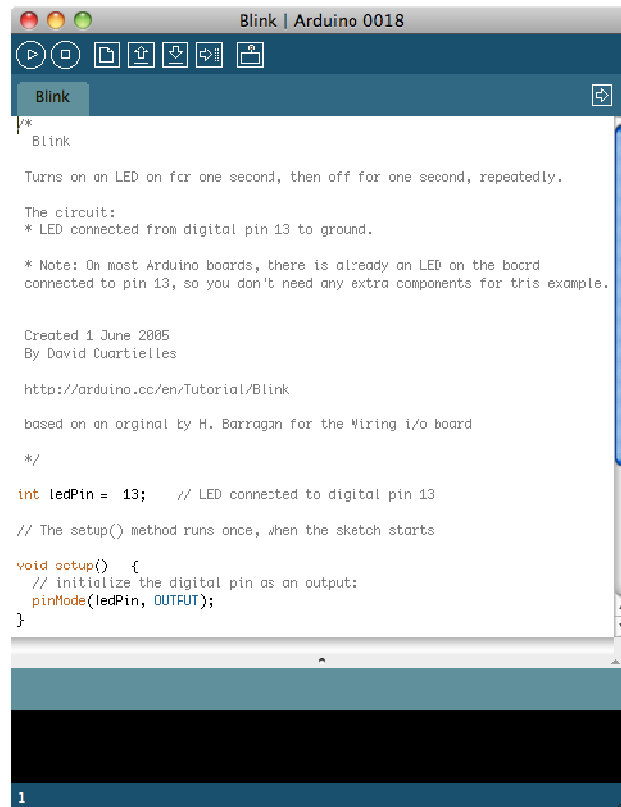 Blink | Arduino 0018
Blink
/*
Blink
Turns on an LED on for one second, then off for one second, repeatedly.
The circuit:
* LED connected from digital pin 13 to ground.
* Note: On most Arduino boards, there is already an LED on the board
connected to pin 13, so you don't need any extra components for this example.
Created 1 June 2005
By David Cuartielles
http://arduino.cc/en/Tutorial/Blink
based on an orginal by H. Barragan for the Wiring i/o board
*/
int ledPin = 13; // LED connected to digital pin 13
// The setup() method runs once, when the sketch starts
void setup() {
// initialize the digital pin as an output:
pinMode(ledPin, OUTPUT);
}
1